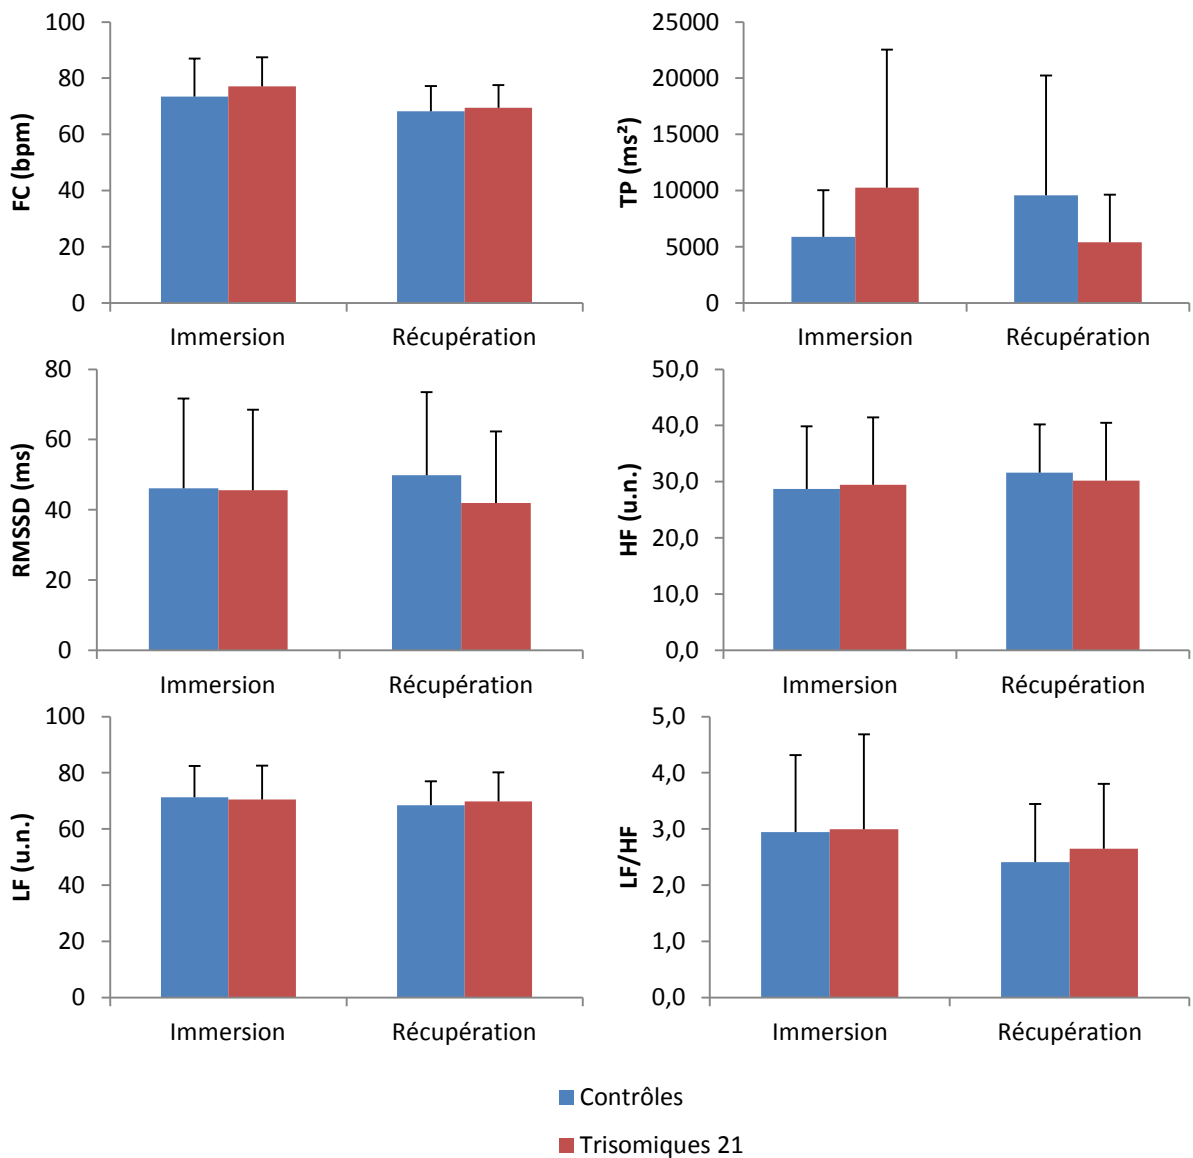 FC (bpm)
100
80
60
40
20
0
Immersion
Récupération
TP (ms²)
25000
20000
15000
10000
5000
0
Immersion
Récupération
RMSSD (ms)
80
60
40
20
0
Immersion
Récupération
HF (u.n.)
50,0
40,0
30,0
20,0
10,0
0,0
Immersion
Récupération
LF (u.n.)
100
80
60
40
20
0
Immersion
Récupération
LF/HF
5,0
4,0
3,0
2,0
1,0
0,0
Immersion
Récupération
Contrôles
Trisomiques 21